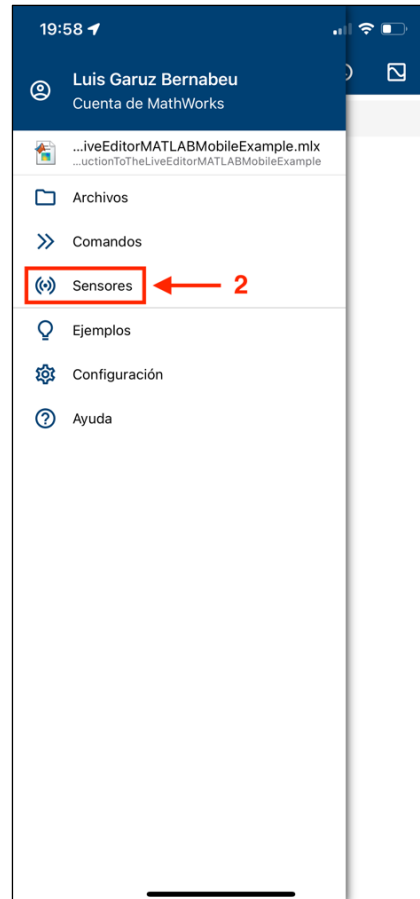 19:58
Luis Garuz Bernabeu
Cuenta de MathWorks
...iveEditorMATLABMobileExample.mlx
...uctionToTheLiveEditorMATLABMobileExample
Archivos
Comandos
Sensores
2
Ejemplos
Configuración
Ayuda